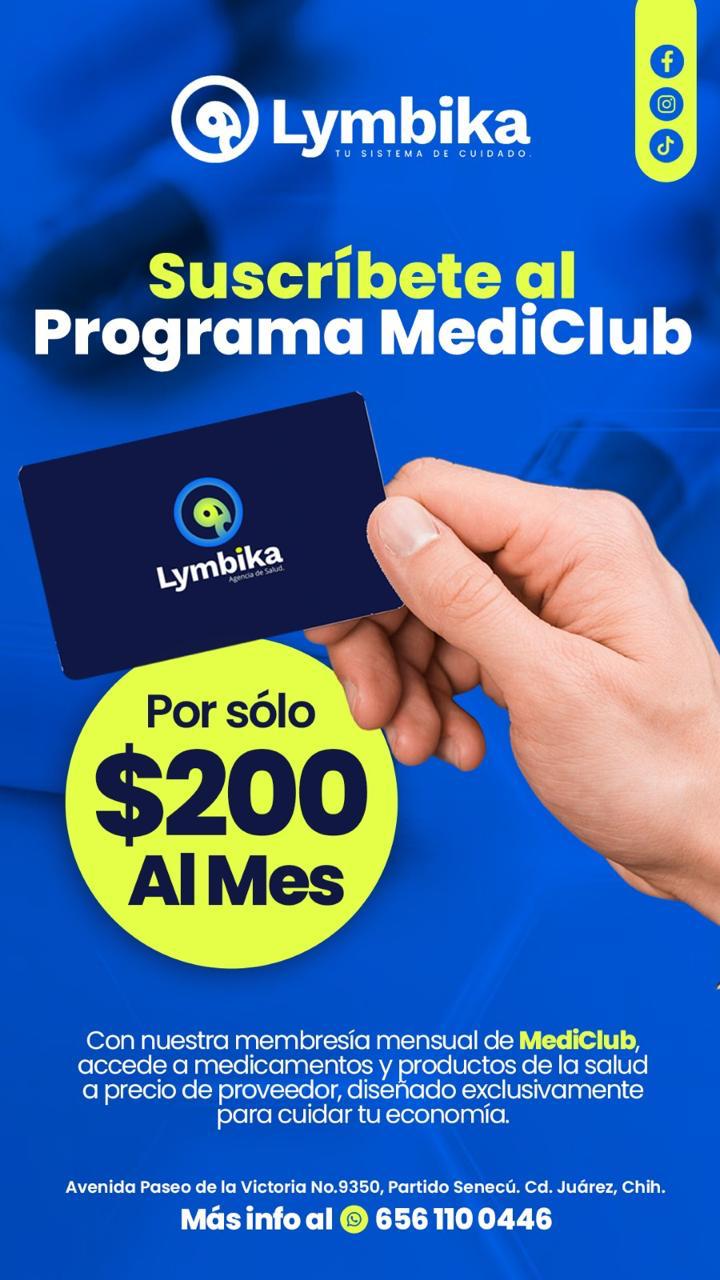 Lymbika
TU SISTEMA DE CUIDADO.
Suscríbete al
Programa MediClub
Lymbika
Agencia de Salud.
Por sólo
$200
Al Mes
Con nuestra membresía mensual de MediClub,
accede a medicamentos y productos de la salud
a precio de proveedor, diseñado exclusivamente
para cuidar tu economía.
Avenida Paseo de la Victoria No.9350, Partido Senecú. Cd. Juárez, Chih.
Más info al 656 110 0446